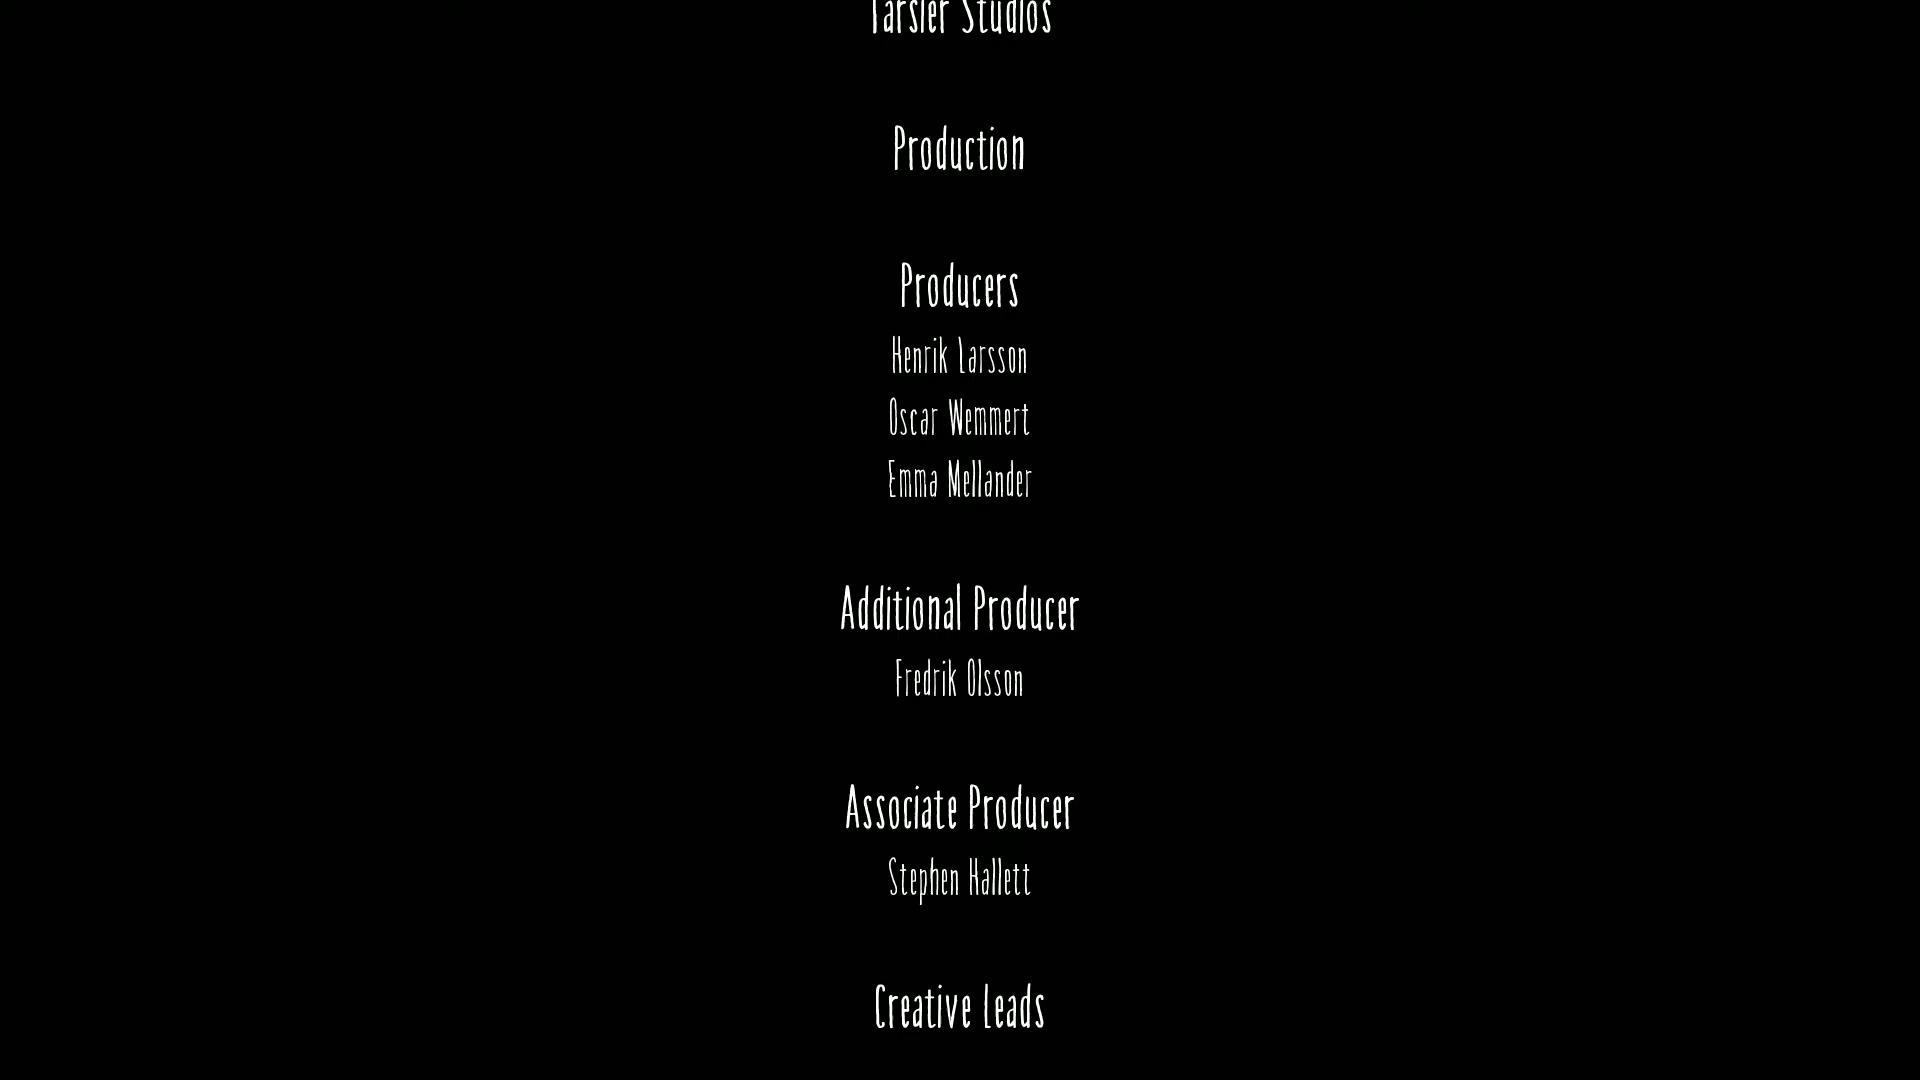 Tarsier Studios
Production
Producers
Henrik Larsson
Oscar Wemmert
Emma Mellander
Additional Producer
Fredrik Olsson
Associate Producer
Stephen Hallett
Creative Leads